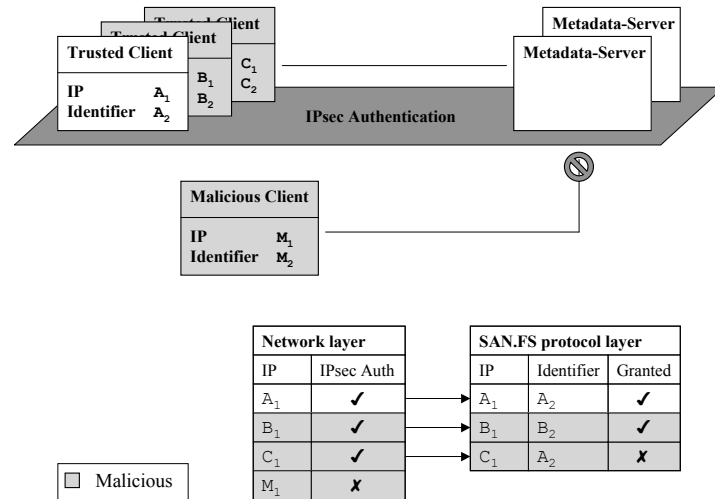 Trusted Client
Trusted Client
Trusted Client
IP A₁
Identifier A₂
B₁
B₂
C₁
C₂
Metadata-Server
Metadata-Server
IPsec Authentication
Malicious Client
IP M₁
Identifier M₂
Network layer
IP IPsec Auth
A₁ ✔
B₁ ✔
C₁ ✔
M₁ ✘
SAN.FS protocol layer
IP Identifier Granted
A₁ A₂ ✔
B₁ B₂ ✔
C₁ A₂ ✘
Malicious